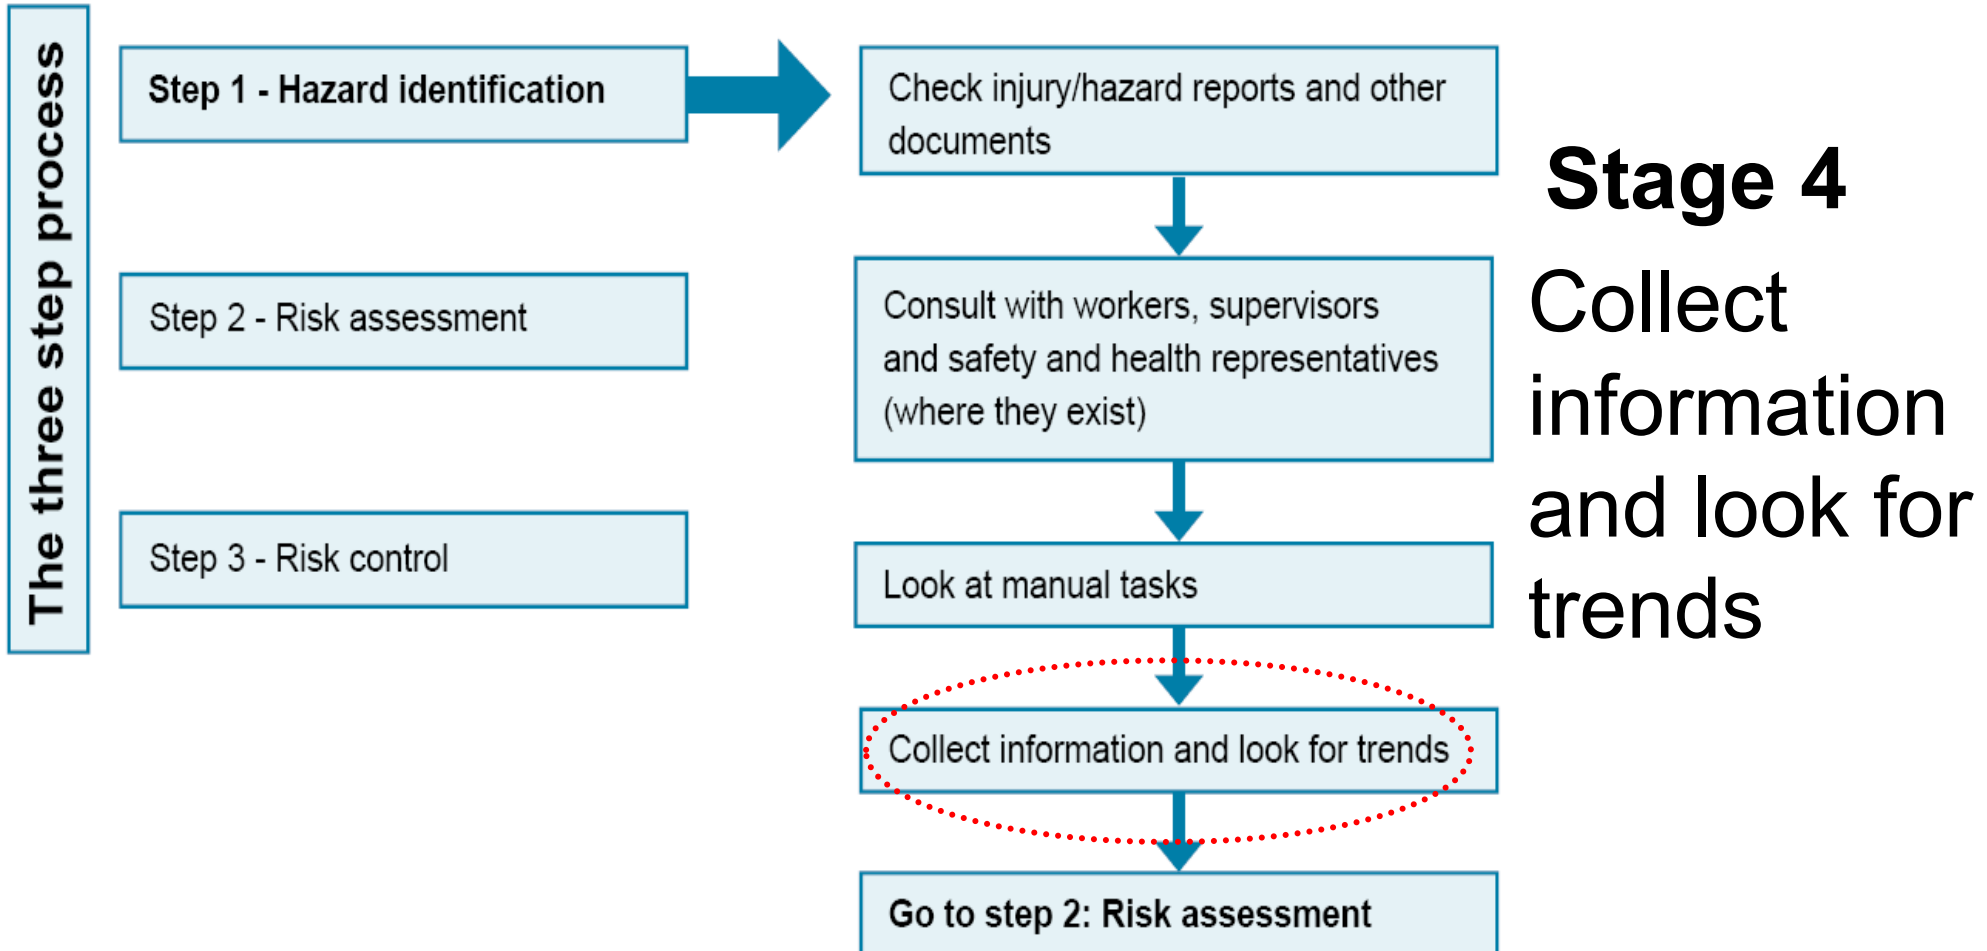 The three step process
Step 1 - Hazard identification
Step 2 - Risk assessment
Step 3 - Risk control
Check injury/hazard reports and other
documents
Consult with workers, supervisors
and safety and health representatives
(where they exist)
Look at manual tasks
Collect information and look for trends
Go to step 2: Risk assessment
Stage 4
Collect
information
and look for
trends